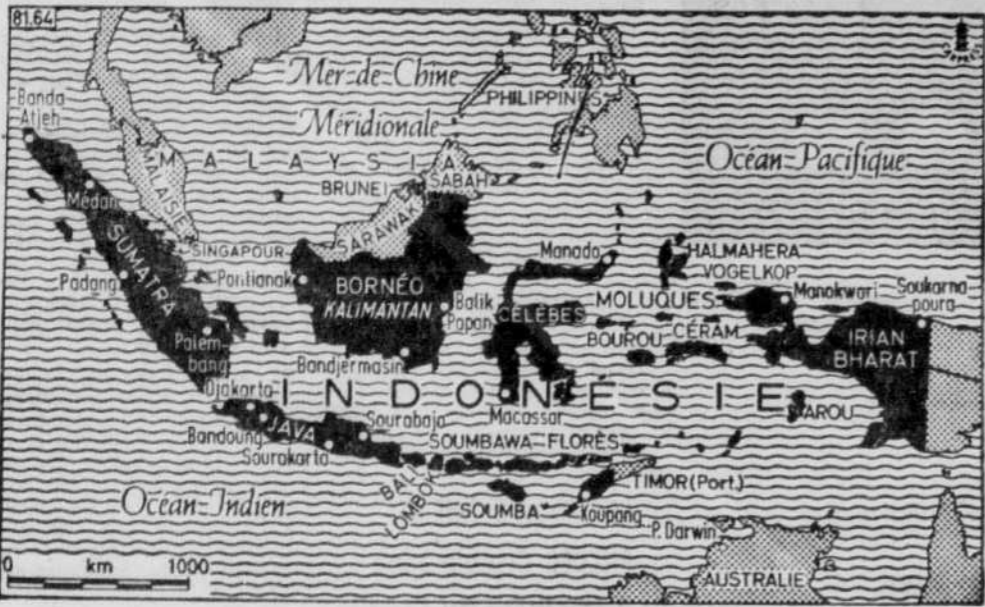 81.64
Mer de Chine
Méridionale
PHILIPPINES
Océan Pacifique
Banda
Atjeh
MALAYSIA
MALAISIE
BRUNEI
SABAH
SARAWAK
Médan
SUMATRA
SINGAPOUR
Padang
Pontianak
BORNÉO
KALIMANTAN
Balik
Papan
Manado
HALMAHERA
VOGELKOP
MOLUQUES
Manokwari
Soukarna
poura
CÉLÈBES
BOUROU
CÉRAM
IRIAN
BHARAT
Palem-
bang
Bandjermasin
INDONÉSIE
Djakarta
JAVA
Sourabaja
Macassar
AROU
Bandoung
Sourakarta
SOUMBAWA
FLORÈS
BALI
LOMBOK
SOUMBA
TIMOR (Port.)
Koupang
Océan Indien
P. Darwin
AUSTRALIE
0 km 1000